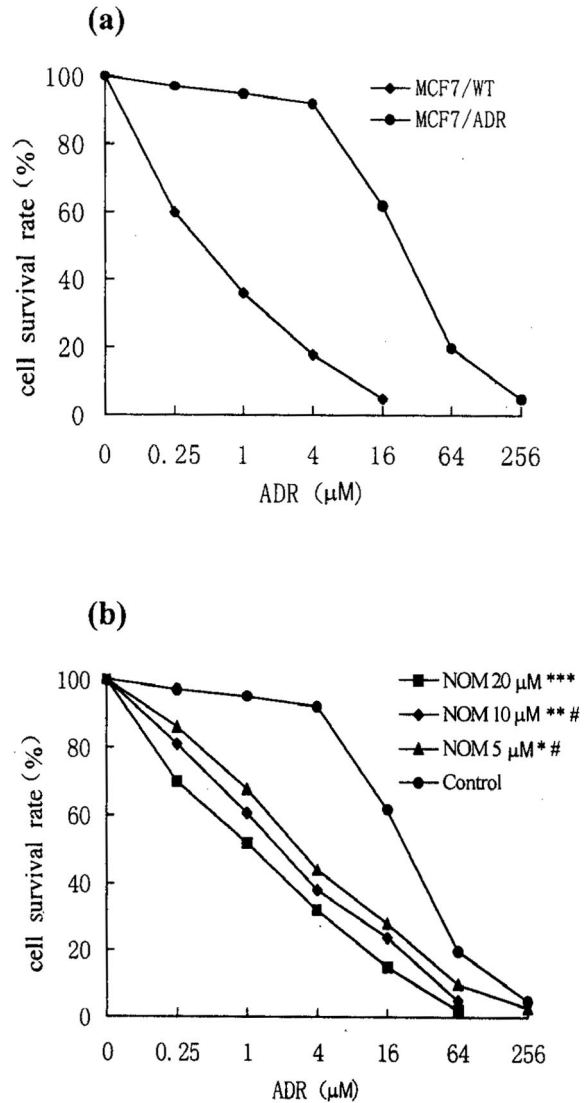 (a)
100
80
60
40
20
0
cell survival rate (%)
MCF7/WT
MCF7/ADR
0 0.25 1 4 16 64 256
ADR (μM)
(b)
100
80
60
40
20
0
cell survival rate (%)
NOM 20 μM ***
NOM 10 μM ** #
NOM 5 μM * #
Control
0 0.25 1 4 16 64 256
ADR (μM)